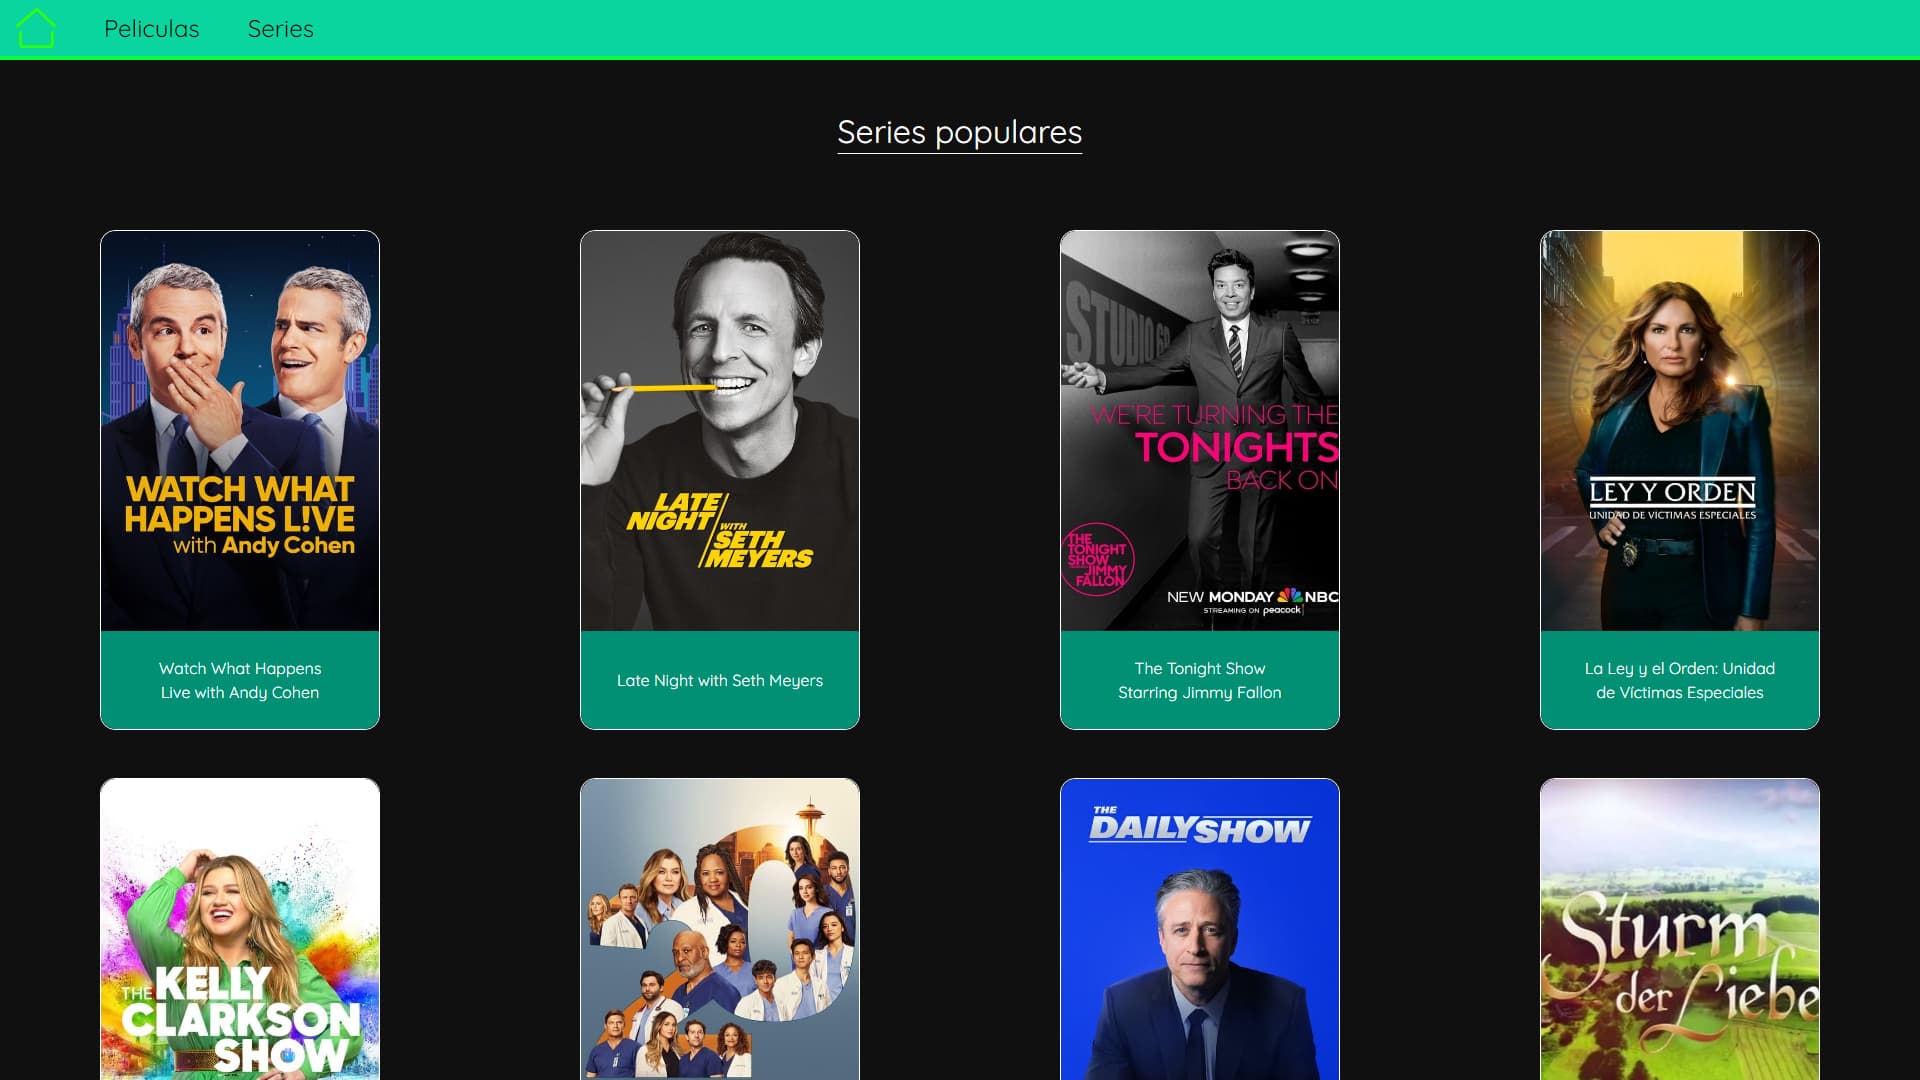 Peliculas
Series
Series populares
WATCH WHAT
HAPPENS L!VE
with Andy Cohen
Watch What Happens
Live with Andy Cohen
LATE
NIGHT WITH
SETH
MEYERS
Late Night with Seth Meyers
STUDIO 6B
WE'RE TURNING THE
TONIGHTS
BACK ON
THE
TONIGHT
SHOW
JIMMY
FALLON
NEW MONDAY NBC
STREAMING ON peacock
The Tonight Show
Starring Jimmy Fallon
LEY Y ORDEN
UNIDAD DE VICTIMAS ESPECIALES
La Ley y el Orden: Unidad
de Víctimas Especiales
THE KELLY
CLARKSON
SHOW
THE
DAILY SHOW
Sturm
der Liebe